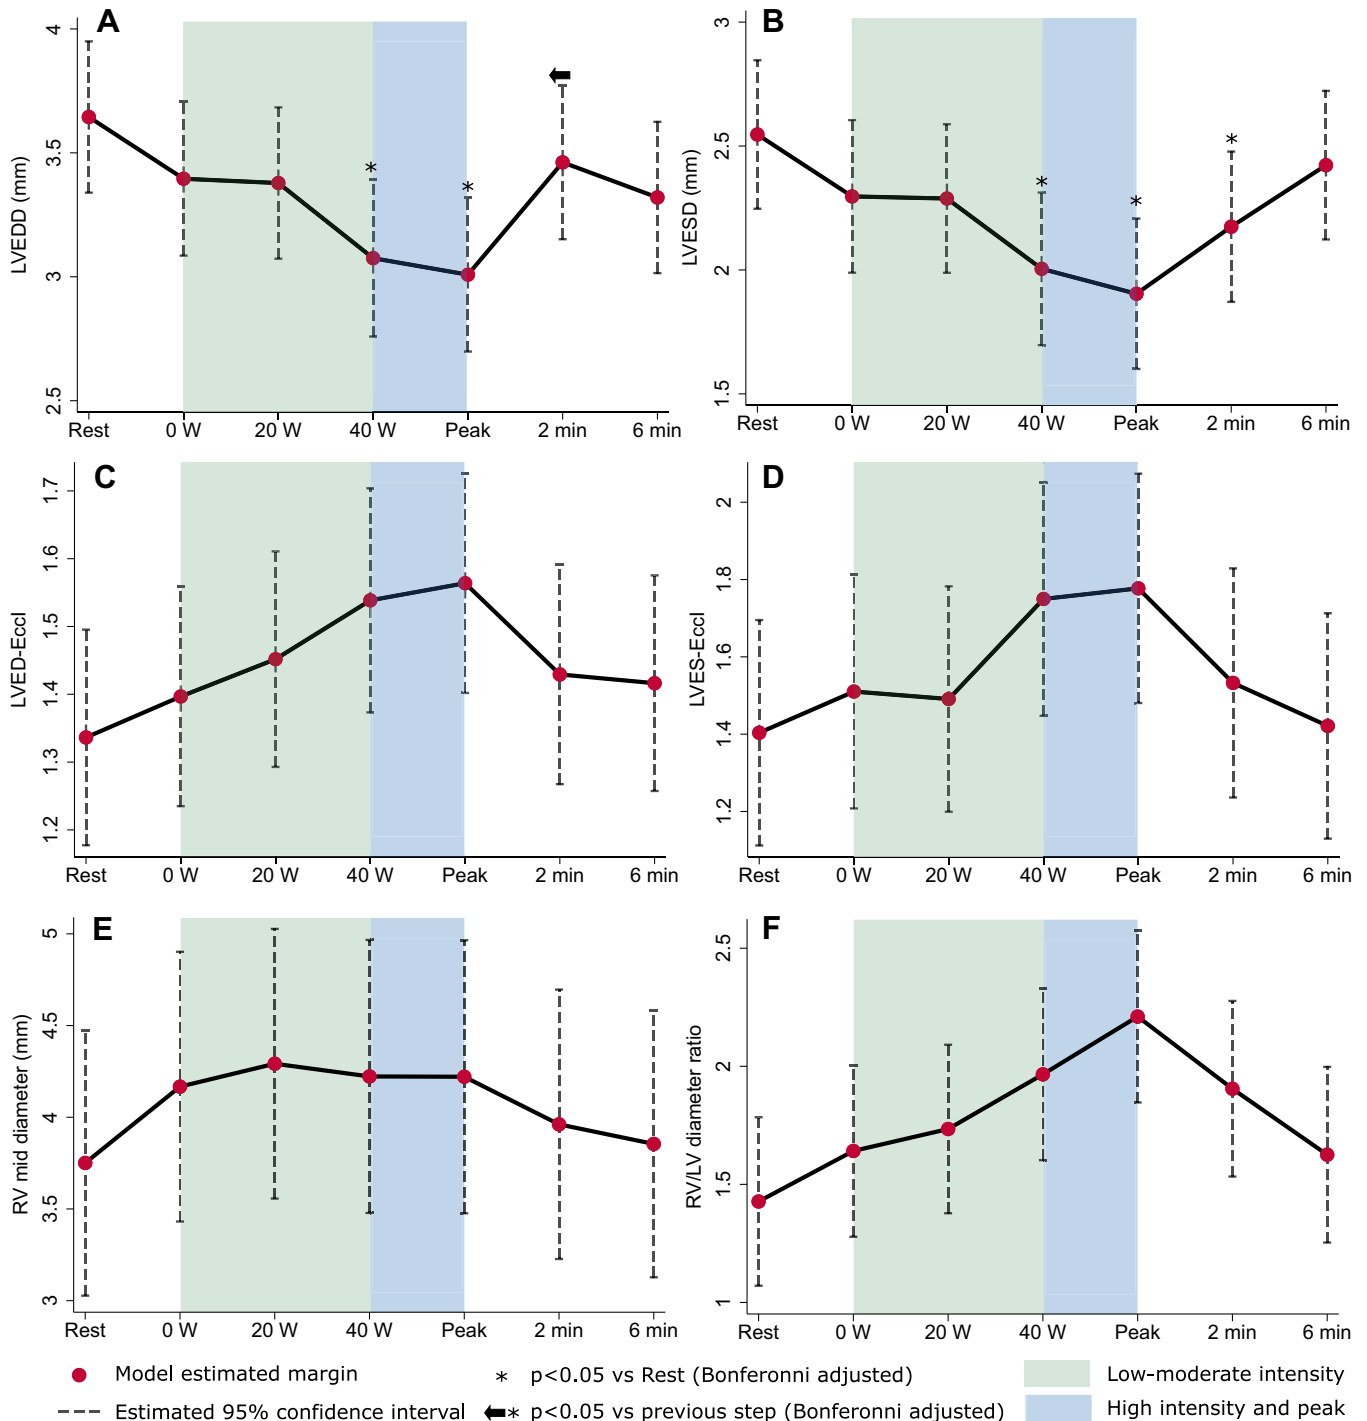 A
LVEDD (mm)
4
3.5
3
2.5
Rest 0 W 20 W 40 W Peak 2 min 6 min
* *
B
LVESD (mm)
3
2.5
2
1.5
Rest 0 W 20 W 40 W Peak 2 min 6 min
* * *
C
LVED-EccI
1.7
1.6
1.5
1.4
1.3
1.2
Rest 0 W 20 W 40 W Peak 2 min 6 min
D
LVES-EccI
2
1.8
1.6
1.4
1.2
Rest 0 W 20 W 40 W Peak 2 min 6 min
E
RV mid diameter (mm)
5
4.5
4
3.5
3
Rest 0 W 20 W 40 W Peak 2 min 6 min
F
RV/LV diameter ratio
2.5
2
1.5
1
Rest 0 W 20 W 40 W Peak 2 min 6 min
Model estimated margin
* p<0.05 vs Rest (Bonferonni adjusted)
Low-moderate intensity
Estimated 95% confidence interval
⬅* p<0.05 vs previous step (Bonferonni adjusted)
High intensity and peak